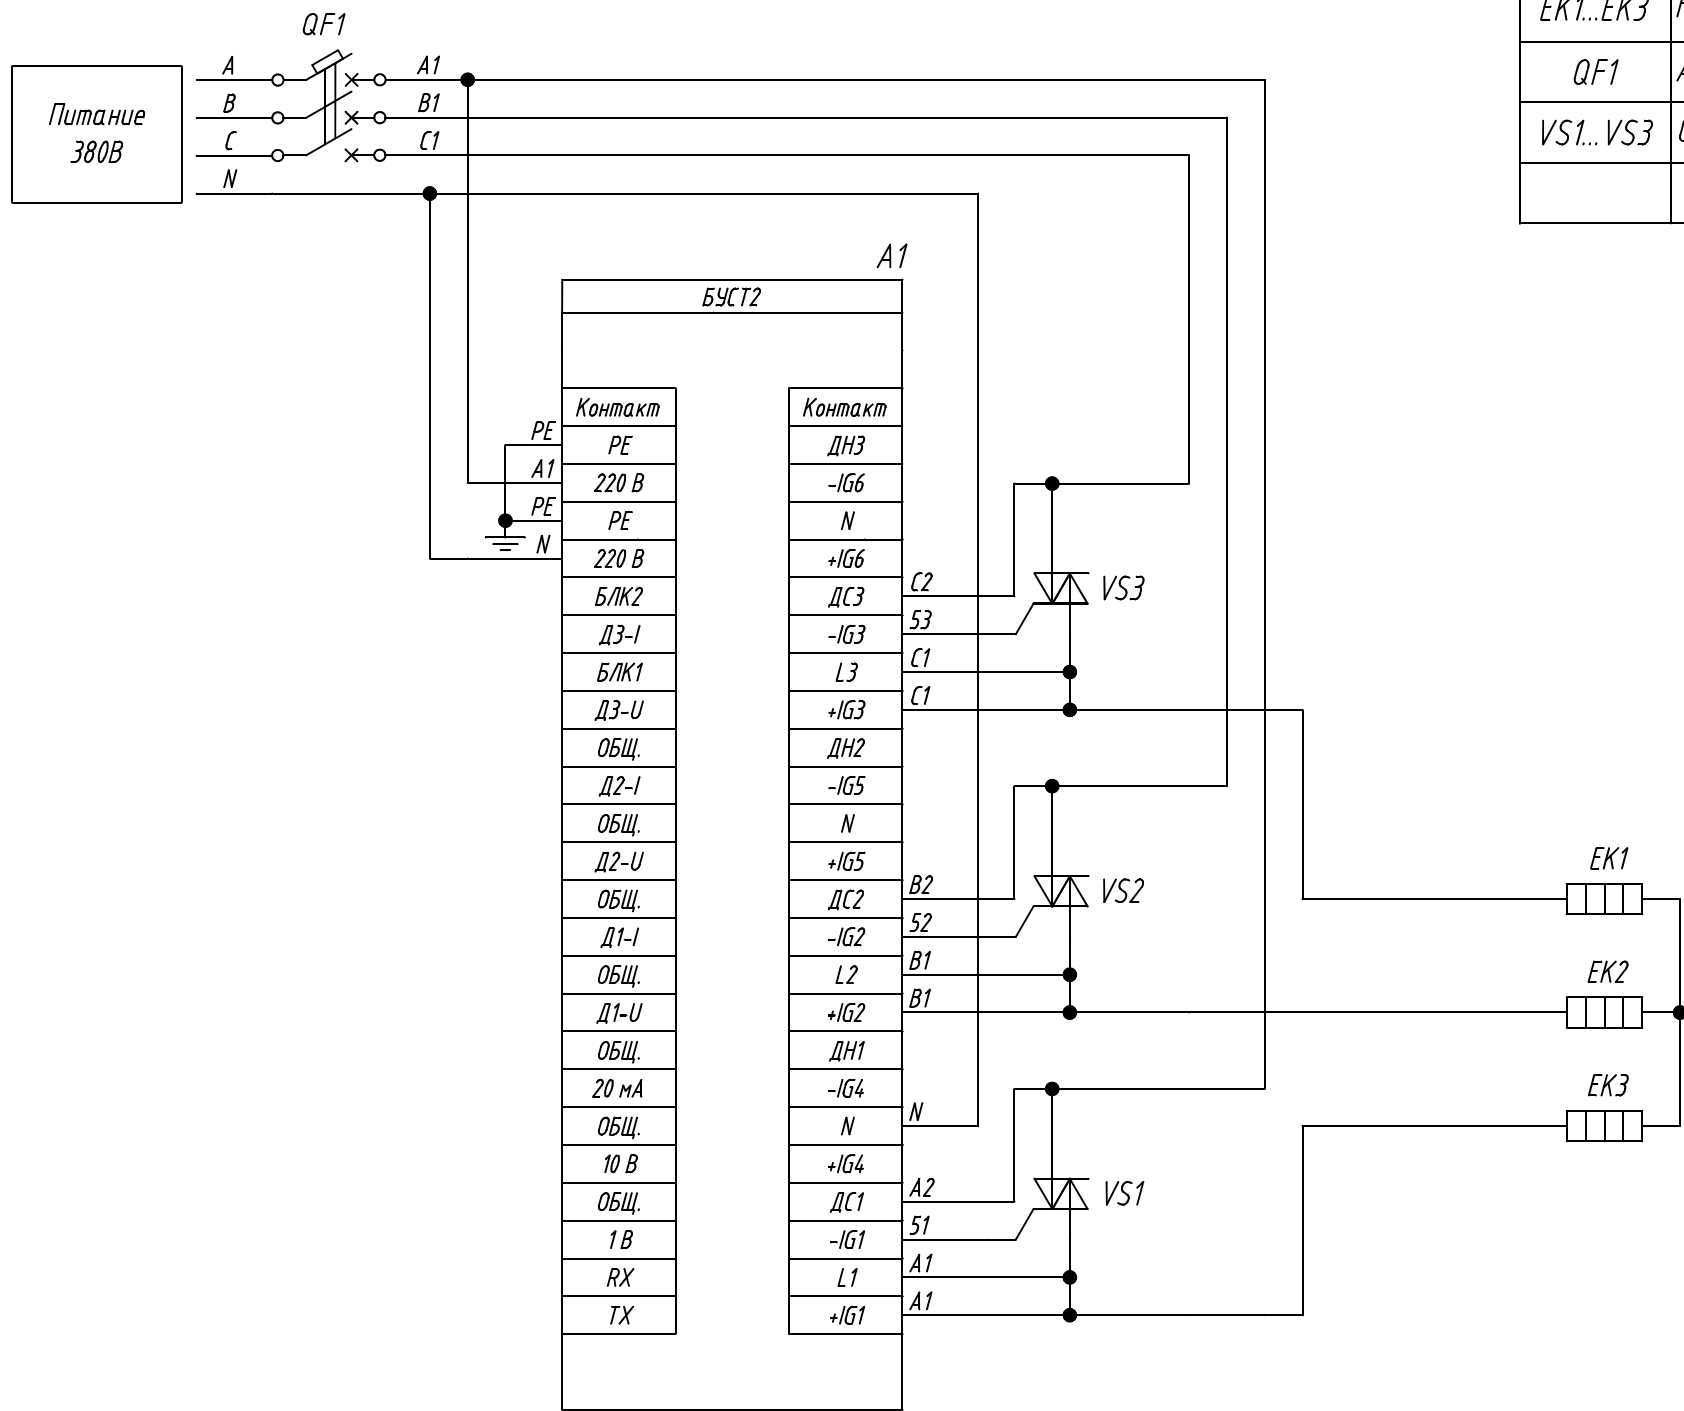 QF1
EK1...EK3
QF1
VS1...VS3
Питание
380В
A
B
C
N
A1
B1
C1
A1
БУСТ2
Контакт
PE
220 В
PE
220 В
БЛК2
Д3-I
БЛК1
Д3-U
ОБЩ.
Д2-I
ОБЩ.
Д2-U
ОБЩ.
Д1-I
ОБЩ.
Д1-U
ОБЩ.
20 мА
ОБЩ.
10 В
ОБЩ.
1 В
RX
TX
PE
A1
PE
N
Контакт
ДН3
-IG6
N
+IG6
ДС3
-IG3
L3
+IG3
ДН2
-IG5
N
+IG5
ДС2
-IG2
L2
+IG2
ДН1
-IG4
N
+IG4
ДС1
-IG1
L1
+IG1
C2
53
C1
C1
B2
52
B1
B1
N
A2
51
A1
A1
VS3
VS2
VS1
EK1
EK2
EK3